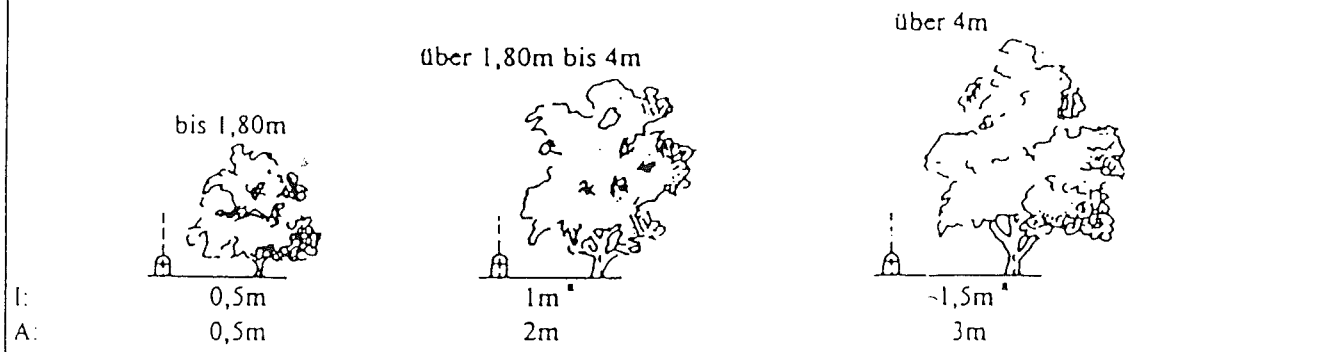 über 4m
über 1,80m bis 4m
bis 1,80m
I: 0,5m 1m* 1,5m*
A: 0,5m 2m 3m